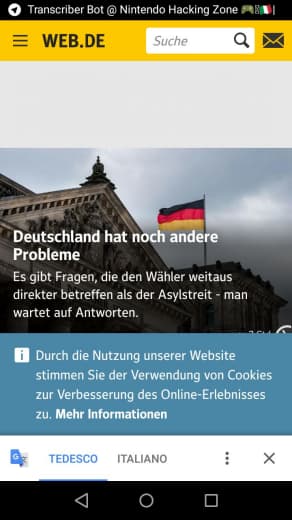 Transcriber Bot @ Nintendo Hacking Zone 🎮🇮🇹|
WEB.DE
Suche
Deutschland hat noch andere
Probleme
Es gibt Fragen, die den Wähler weitaus
direkter betreffen als der Asylstreit - man
wartet auf Antworten.
Durch die Nutzung unserer Website
stimmen Sie der Verwendung von Cookies
zur Verbesserung des Online-Erlebnisses
zu. Mehr Informationen
TEDESCO ITALIANO